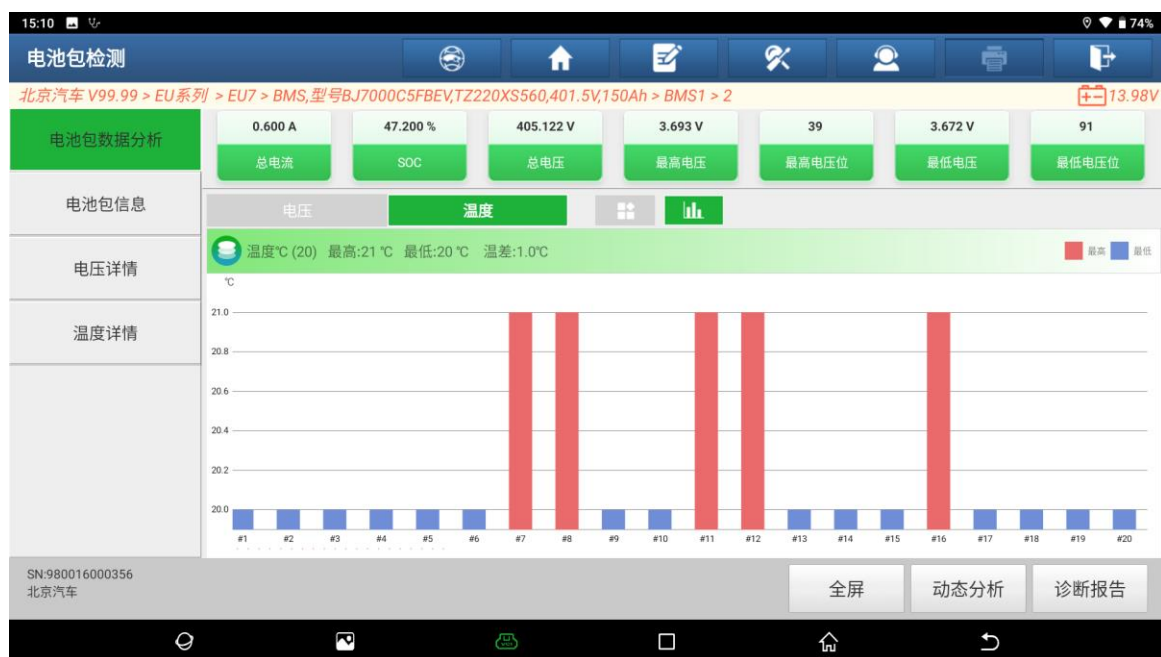 15:10
74%
电池包检测
北京汽车 V99.99 > EU系列 > EU7 > BMS,型号BJ7000C5FBEV,TZ220XS560,401.5V,150Ah > BMS1 > 2
13.98V
电池包数据分析
电池包信息
电压详情
温度详情
0.600 A 47.200 % 405.122 V 3.693 V 39 3.672 V 91
总电流 SOC 总电压 最高电压 最高电压位 最低电压 最低电压位
电压 温度
温度℃ (20) 最高:21 ℃ 最低:20 ℃ 温差:1.0℃
最高 最低
℃
21.0
20.8
20.6
20.4
20.2
20.0
#1 #2 #3 #4 #5 #6 #7 #8 #9 #10 #11 #12 #13 #14 #15 #16 #17 #18 #19 #20
SN:980016000356
北京汽车
全屏 动态分析 诊断报告